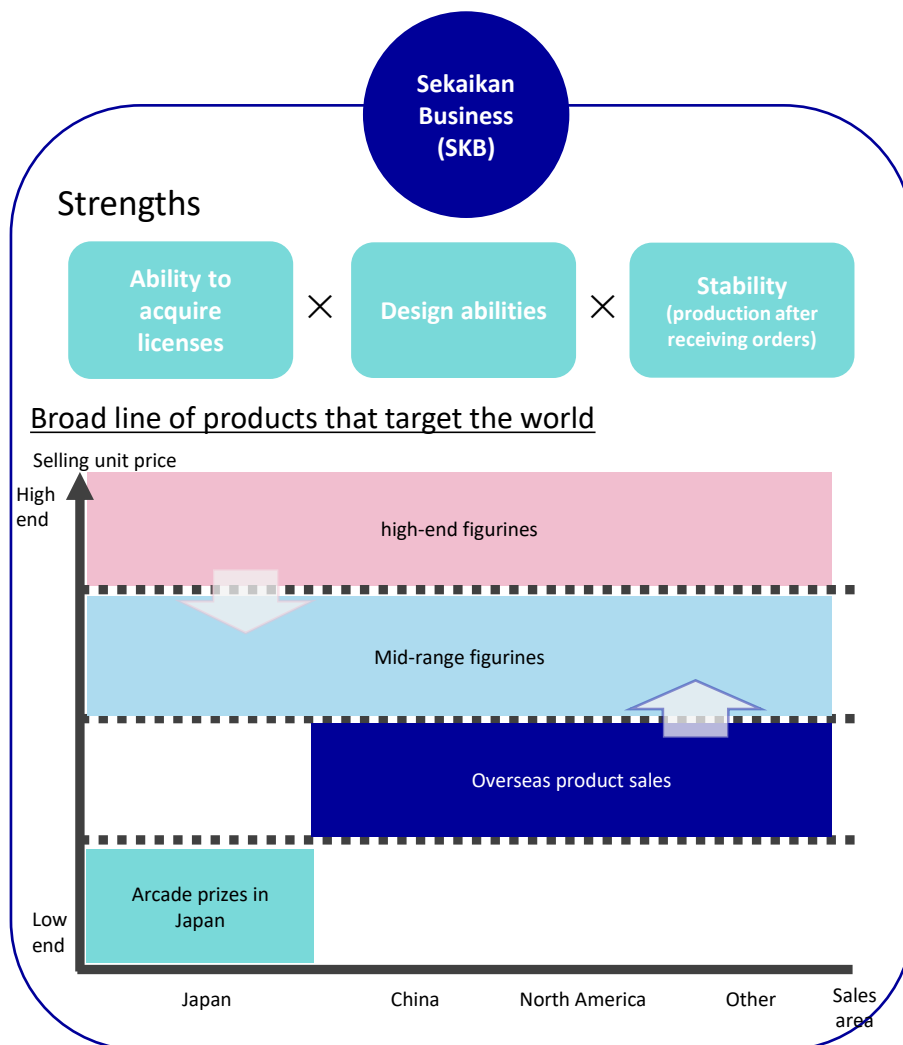 Sekaikan
Business
(SKB)
Strengths
Ability to
acquire
licenses
×
Design abilities
×
Stability
(production after
receiving orders)
Broad line of products that target the world
Selling unit price
High
end
high-end figurines
Mid-range figurines
Overseas product sales
Arcade prizes in
Japan
Low
end
Japan
China
North America
Other
Sales
area